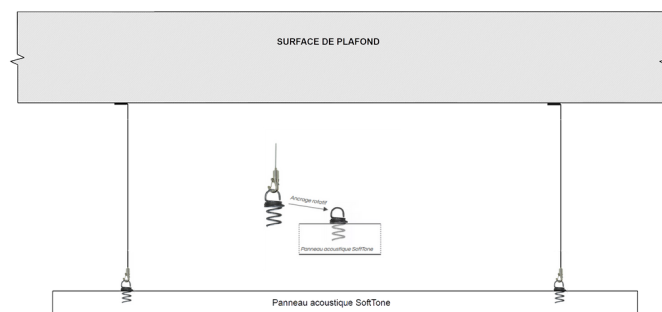 SURFACE DE PLAFOND
Ancrage rotatif
Panneau acoustique SoftTone
Panneau acoustique SoftTone